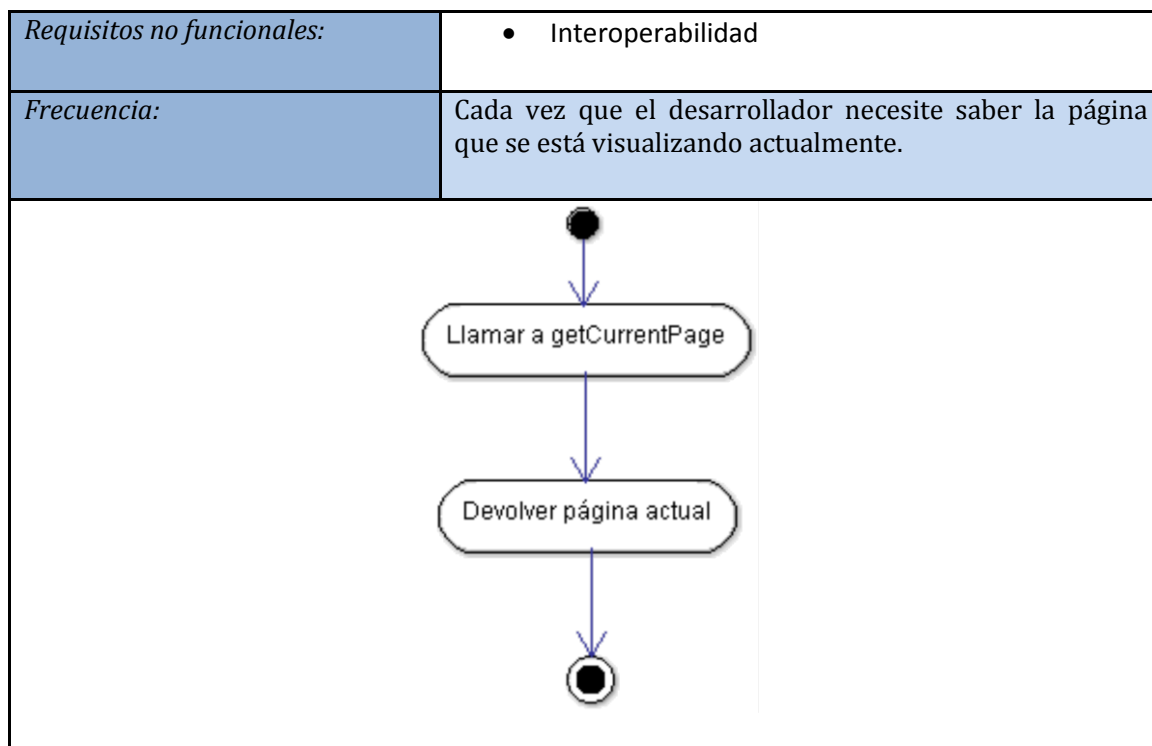 Requisitos no funcionales:
• Interoperabilidad
Frecuencia:
Cada vez que el desarrollador necesite saber la página
que se está visualizando actualmente.
Llamar a getCurrentPage
Devolver página actual